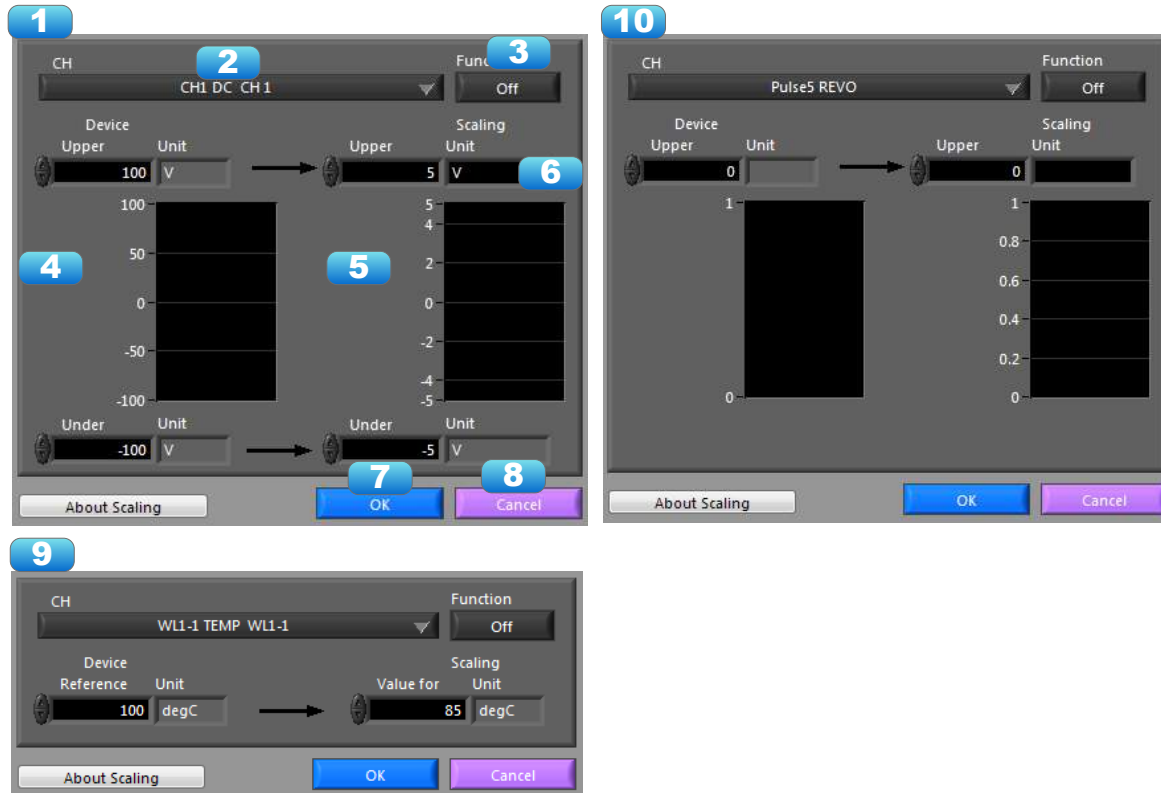 1
2
3
CH
Function
CH1 DC CH 1
Off
Device
Scaling
Upper
Unit
Upper
Unit
100
V
5
V
6
4
5
100
50
0
-50
-100
5
4
2
0
-2
-4
-5
Under
Unit
Under
Unit
-100
V
-5
V
7
8
About Scaling
OK
Cancel
10
CH
Function
Pulse5 REVO
Off
Device
Scaling
Upper
Unit
Upper
Unit
0
0
1
0
1
0.8
0.6
0.4
0.2
0
About Scaling
OK
Cancel
9
CH
Function
WL1-1 TEMP WL1-1
Off
Device
Scaling
Reference
Unit
Value for
Unit
100
degC
85
degC
About Scaling
OK
Cancel